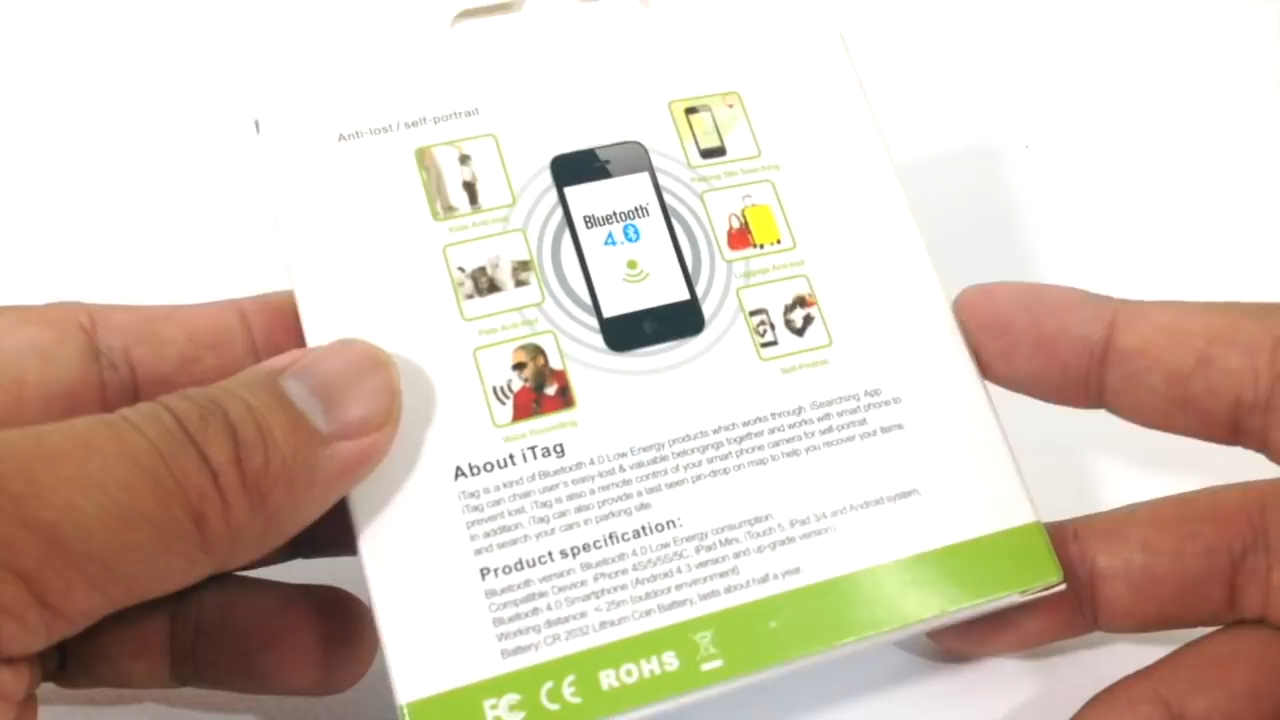 Anti-lost / self-portrait
Kids Anti-lost
Parking Site Searching
Bluetooth
4.0
Pets Anti-lost
Luggage Anti-lost
Voice Recording
Self-Portrait
About iTag
iTag is a kind of Bluetooth 4.0 Low Energy products which works through iSearching App
iTag can chain user's easy-lost & valuable belongings together and works with smart phone to
prevent lost, iTag is also a remote control of your smart phone camera for self-portrait.
In addition, iTag can also provide a last seen pin-drop on map to help you recover your items
and search your cars in parking site
Product specification:
Bluetooth version: Bluetooth 4.0 Low Energy consumption
Compatible Device: iPhone 4S/5/5S/5C, iPad Mini, iTouch 5, iPad 3/4 and Android system
Bluetooth 4.0 Smartphone (Android 4.3 version and up-grade version)
Working distance: < 25m (outdoor environment)
Battery: CR 2032 Lithium Coin Battery, lasts about half a year.
FC CE ROHS